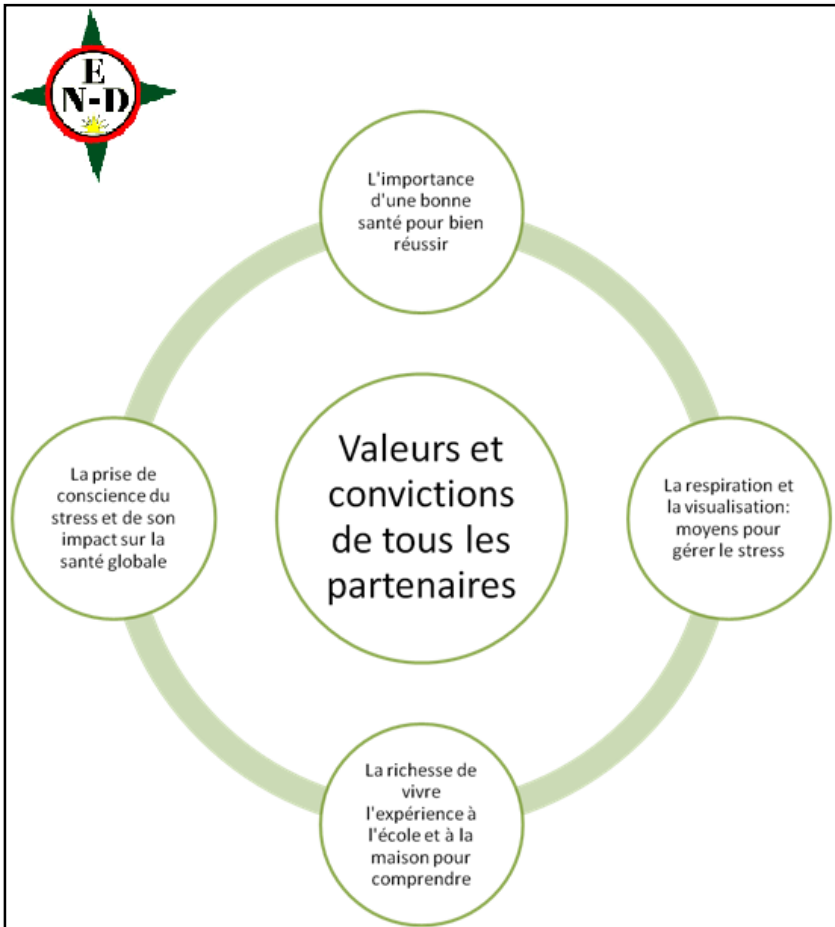 E
N-D
L'importance
d'une bonne
santé pour bien
réussir
La prise de
conscience du
stress et de son
impact sur la
santé globale
Valeurs et
convictions
de tous les
partenaires
La respiration et
la visualisation:
moyens pour
gérer le stress
La richesse de
vivre
l'expérience à
l'école et à la
maison pour
comprendre